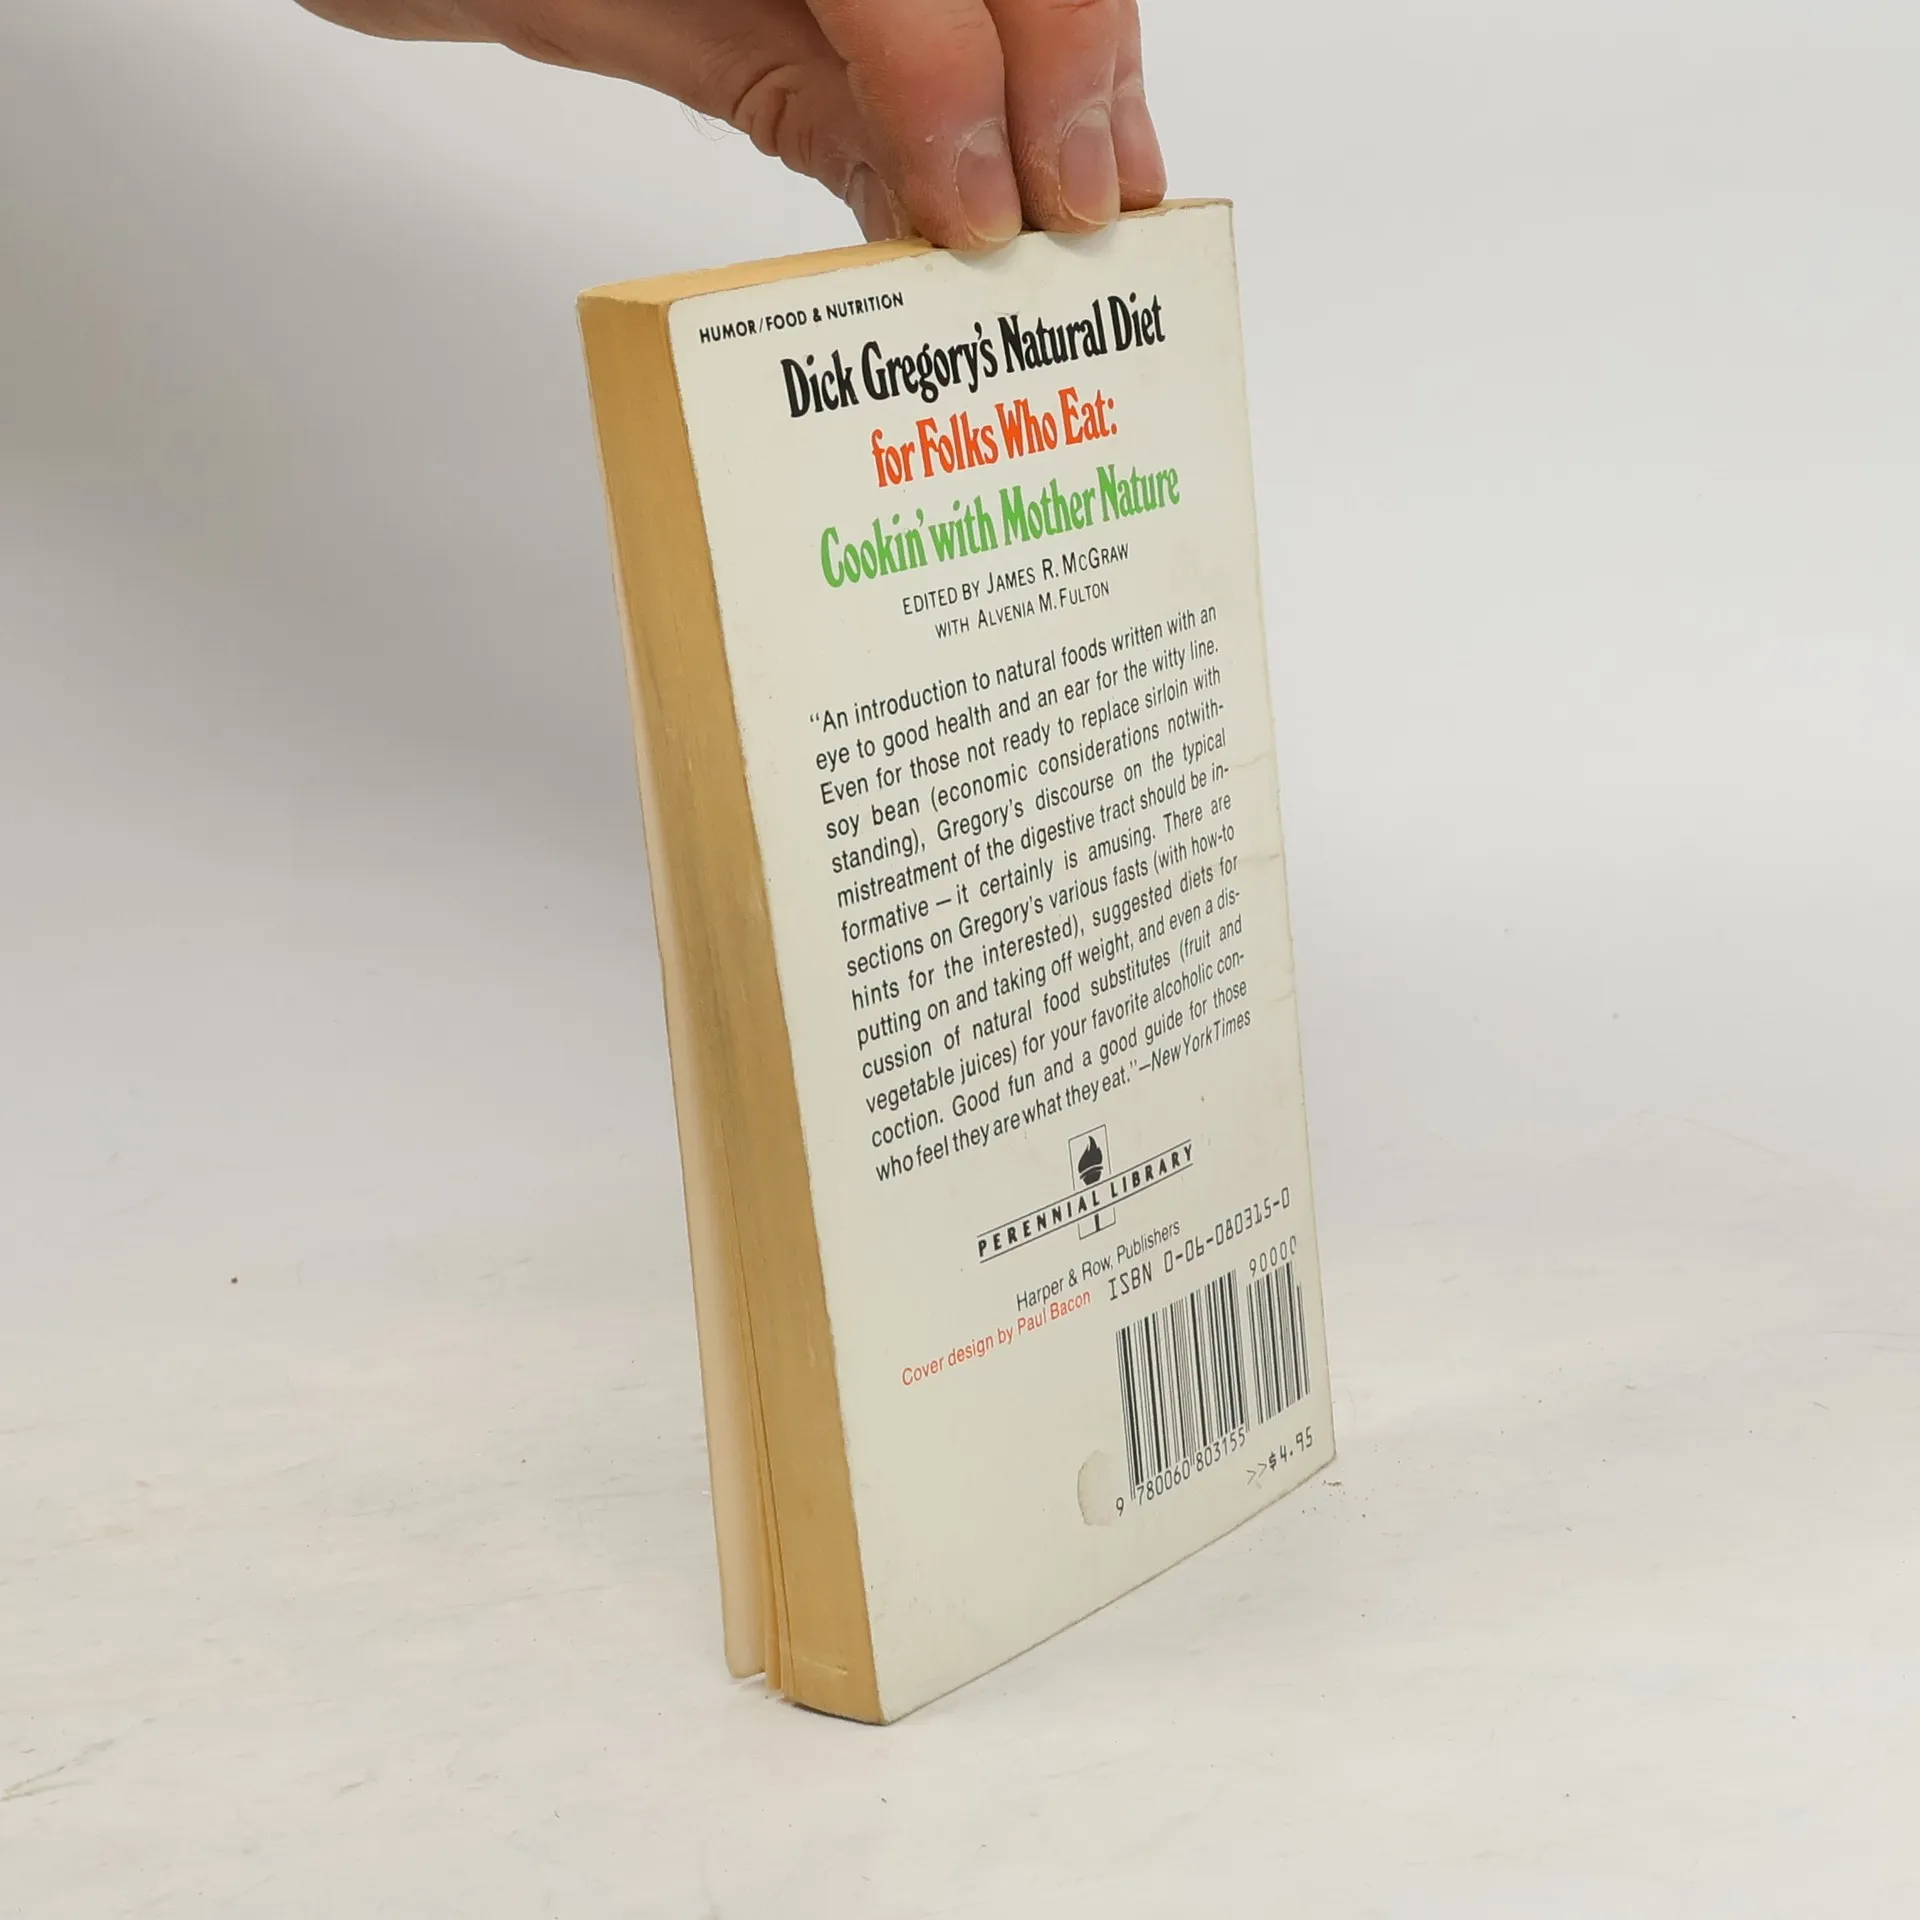 HUMOR/FOOD & NUTRITION
Dick Gregory's Natural Diet
for Folks Who Eat:
Cookin' with Mother Nature
EDITED BY JAMES R. MCGRAW
WITH ALVENIA M. FULTON
“An introduction to natural foods written with an
eye to good health and an ear for the witty line.
Even for those not ready to replace sirloin with
soy bean (economic considerations notwith-
standing), Gregory's discourse on the typical
mistreatment of the digestive tract should be in-
formative — it certainly is amusing. There are
sections on Gregory's various fasts (with how-to
hints for the interested), suggested diets for
putting on and taking off weight, and even a dis-
cussion of natural food substitutes (fruit and
vegetable juices) for your favorite alcoholic con-
coction. Good fun and a good guide for those
who feel they are what they eat.” —New York Times
PERENNIAL LIBRARY
Harper & Row, Publishers
Cover design by Paul Bacon
ISBN 0-06-080315-0
90000
9 780060 803155
>>$4.95